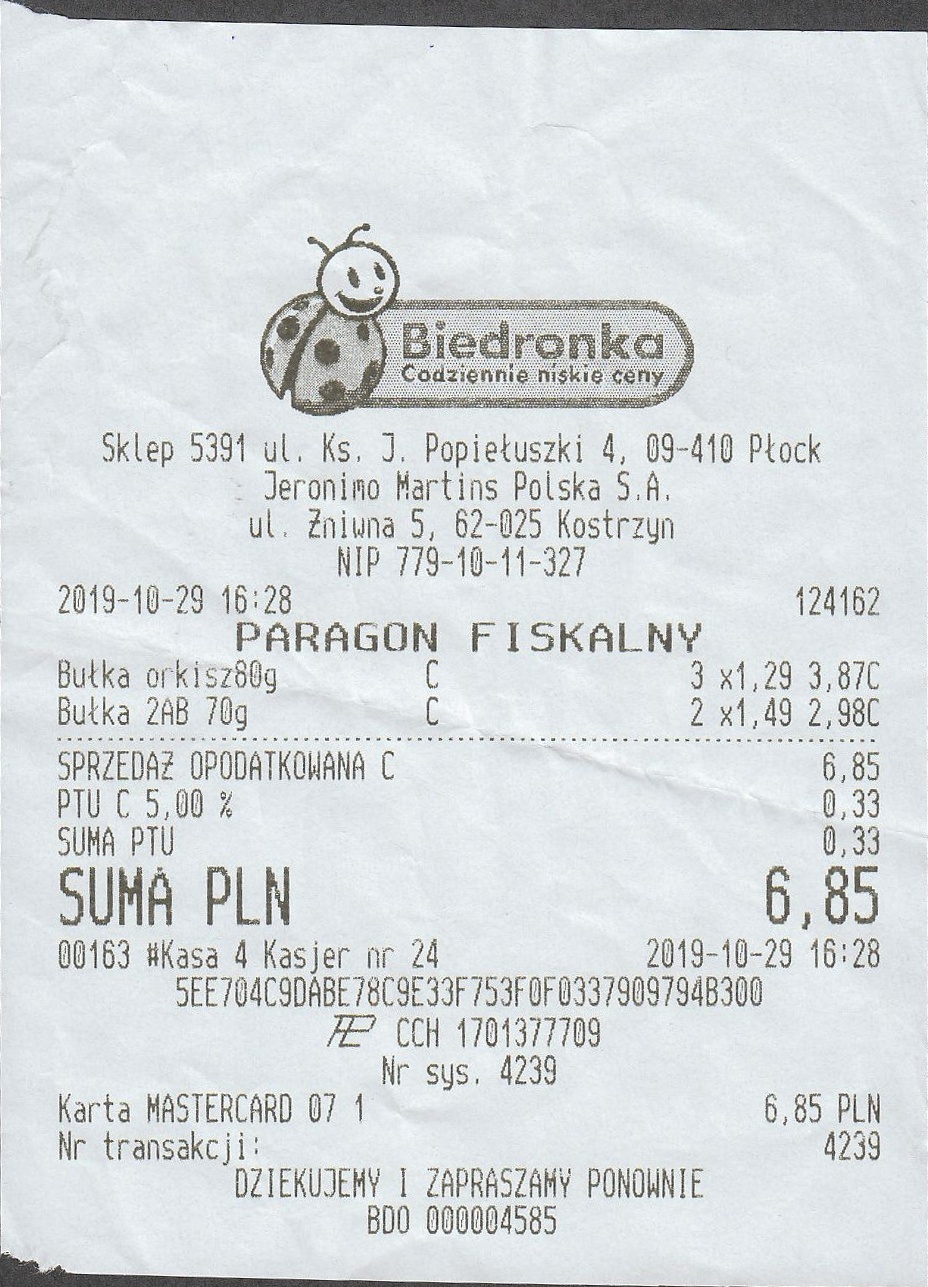 Biedronka
Codziennie niskie ceny
Sklep 5391 ul. Ks. J. Popiełuszki 4, 09-410 Płock
Jeronimo Martins Polska S.A.
ul. Żniwna 5, 62-025 Kostrzyn
NIP 779-10-11-327
2019-10-29 16:28 124162
PARAGON FISKALNY
Bułka orkisz80g C 3 x1,29 3,87C
Bułka 2AB 70g C 2 x1,49 2,98C
SPRZEDAŻ OPODATKOWANA C 6,85
PTU C 5,00 % 0,33
SUMA PTU 0,33
SUMA PLN 6,85
00163 #Kasa 4 Kasjer nr 24 2019-10-29 16:28
5EE704C9DABE78C9E33F753F0F0337909794B300
CCH 1701377709
Nr sys. 4239
Karta MASTERCARD 07 1 6,85 PLN
Nr transakcji: 4239
DZIEKUJEMY I ZAPRASZAMY PONOWNIE
BDO 000004585